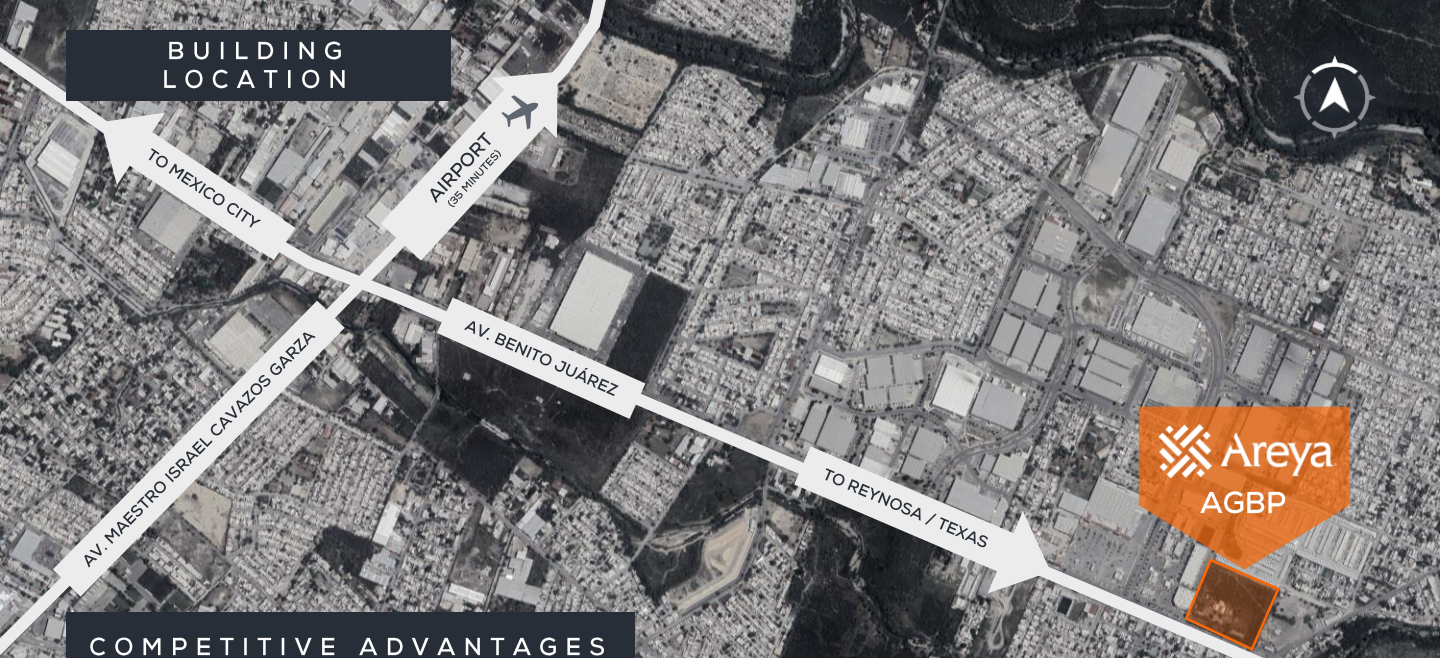 BUILDING
LOCATION
TO MEXICO CITY
AIRPORT
(35 MINUTES)
AV. MAESTRO ISRAEL CAVAZOS GARZA
AV. BENITO JUÁREZ
TO REYNOSA / TEXAS
Areya
AGBP
COMPETITIVE ADVANTAGES